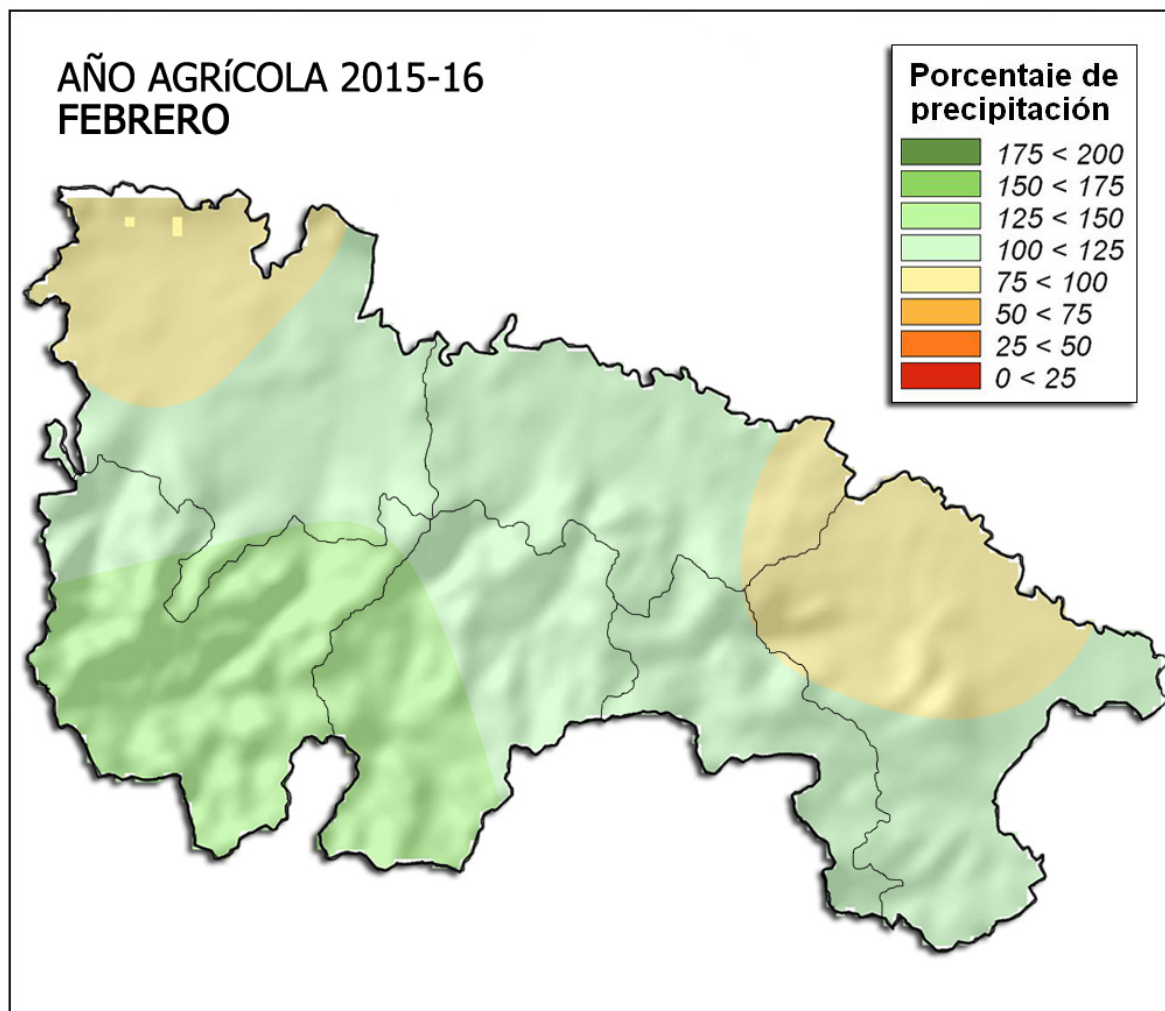 AÑO AGRíCOLA 2015-16
FEBRERO
Porcentaje de
precipitación
175 < 200
150 < 175
125 < 150
100 < 125
75 < 100
50 < 75
25 < 50
0 < 25